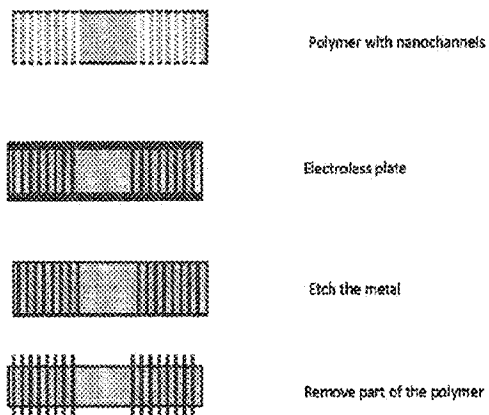 Polymer with nanochannels
Electroless plate
Etch the metal
Remove part of the polymer